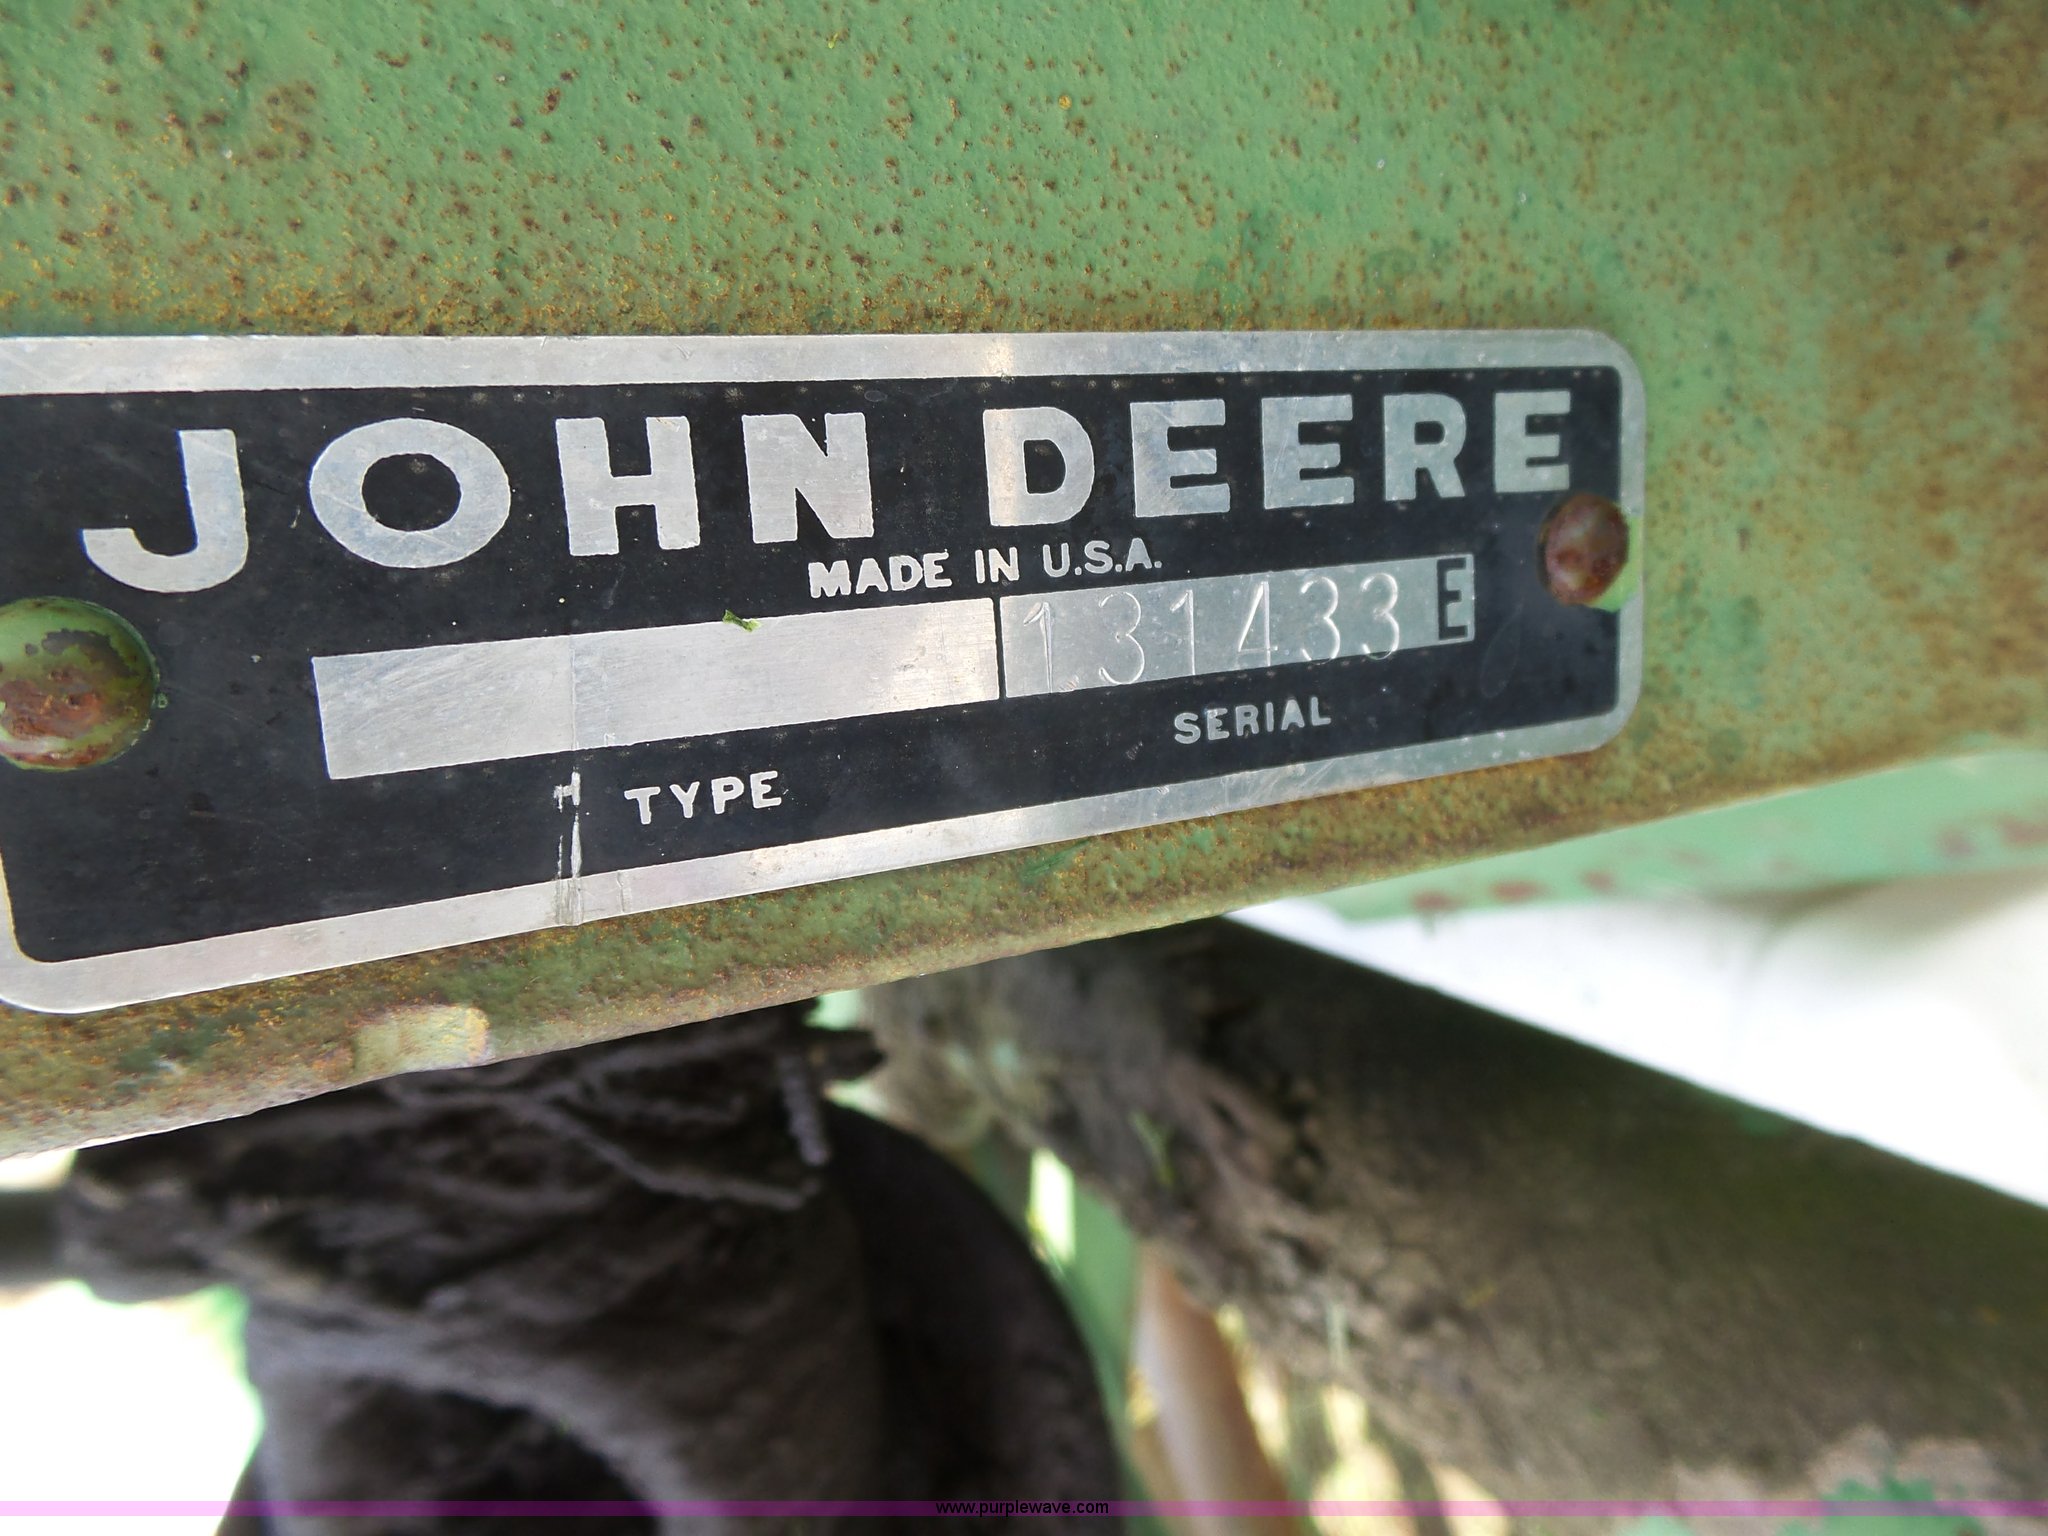 JOHN DEERE
MADE IN U.S.A.
131433 E
TYPE SERIAL
www.purplewave.com